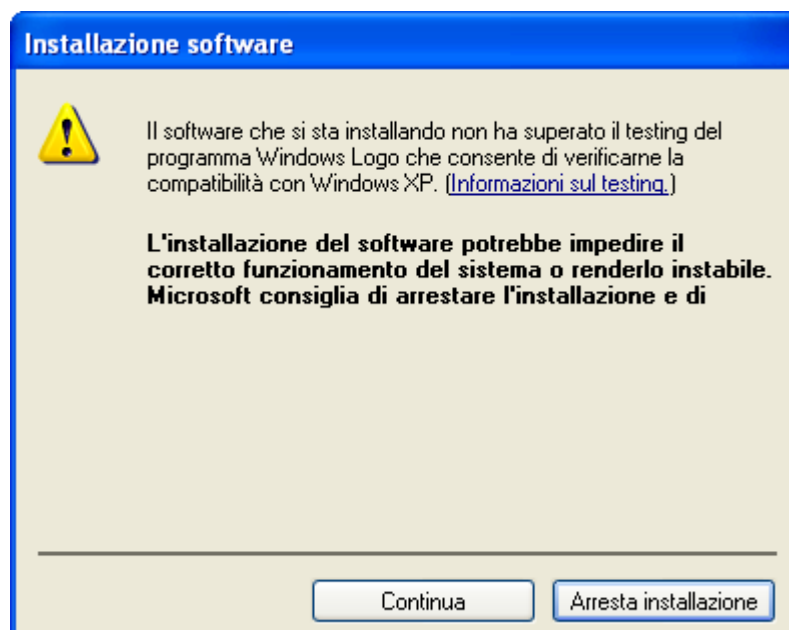 Installazione software
Il software che si sta installando non ha superato il testing del
programma Windows Logo che consente di verificarne la
compatibilità con Windows XP. (Informazioni sul testing.)
L'installazione del software potrebbe impedire il
corretto funzionamento del sistema o renderlo instabile.
Microsoft consiglia di arrestare l'installazione e di
Continua
Arresta installazione